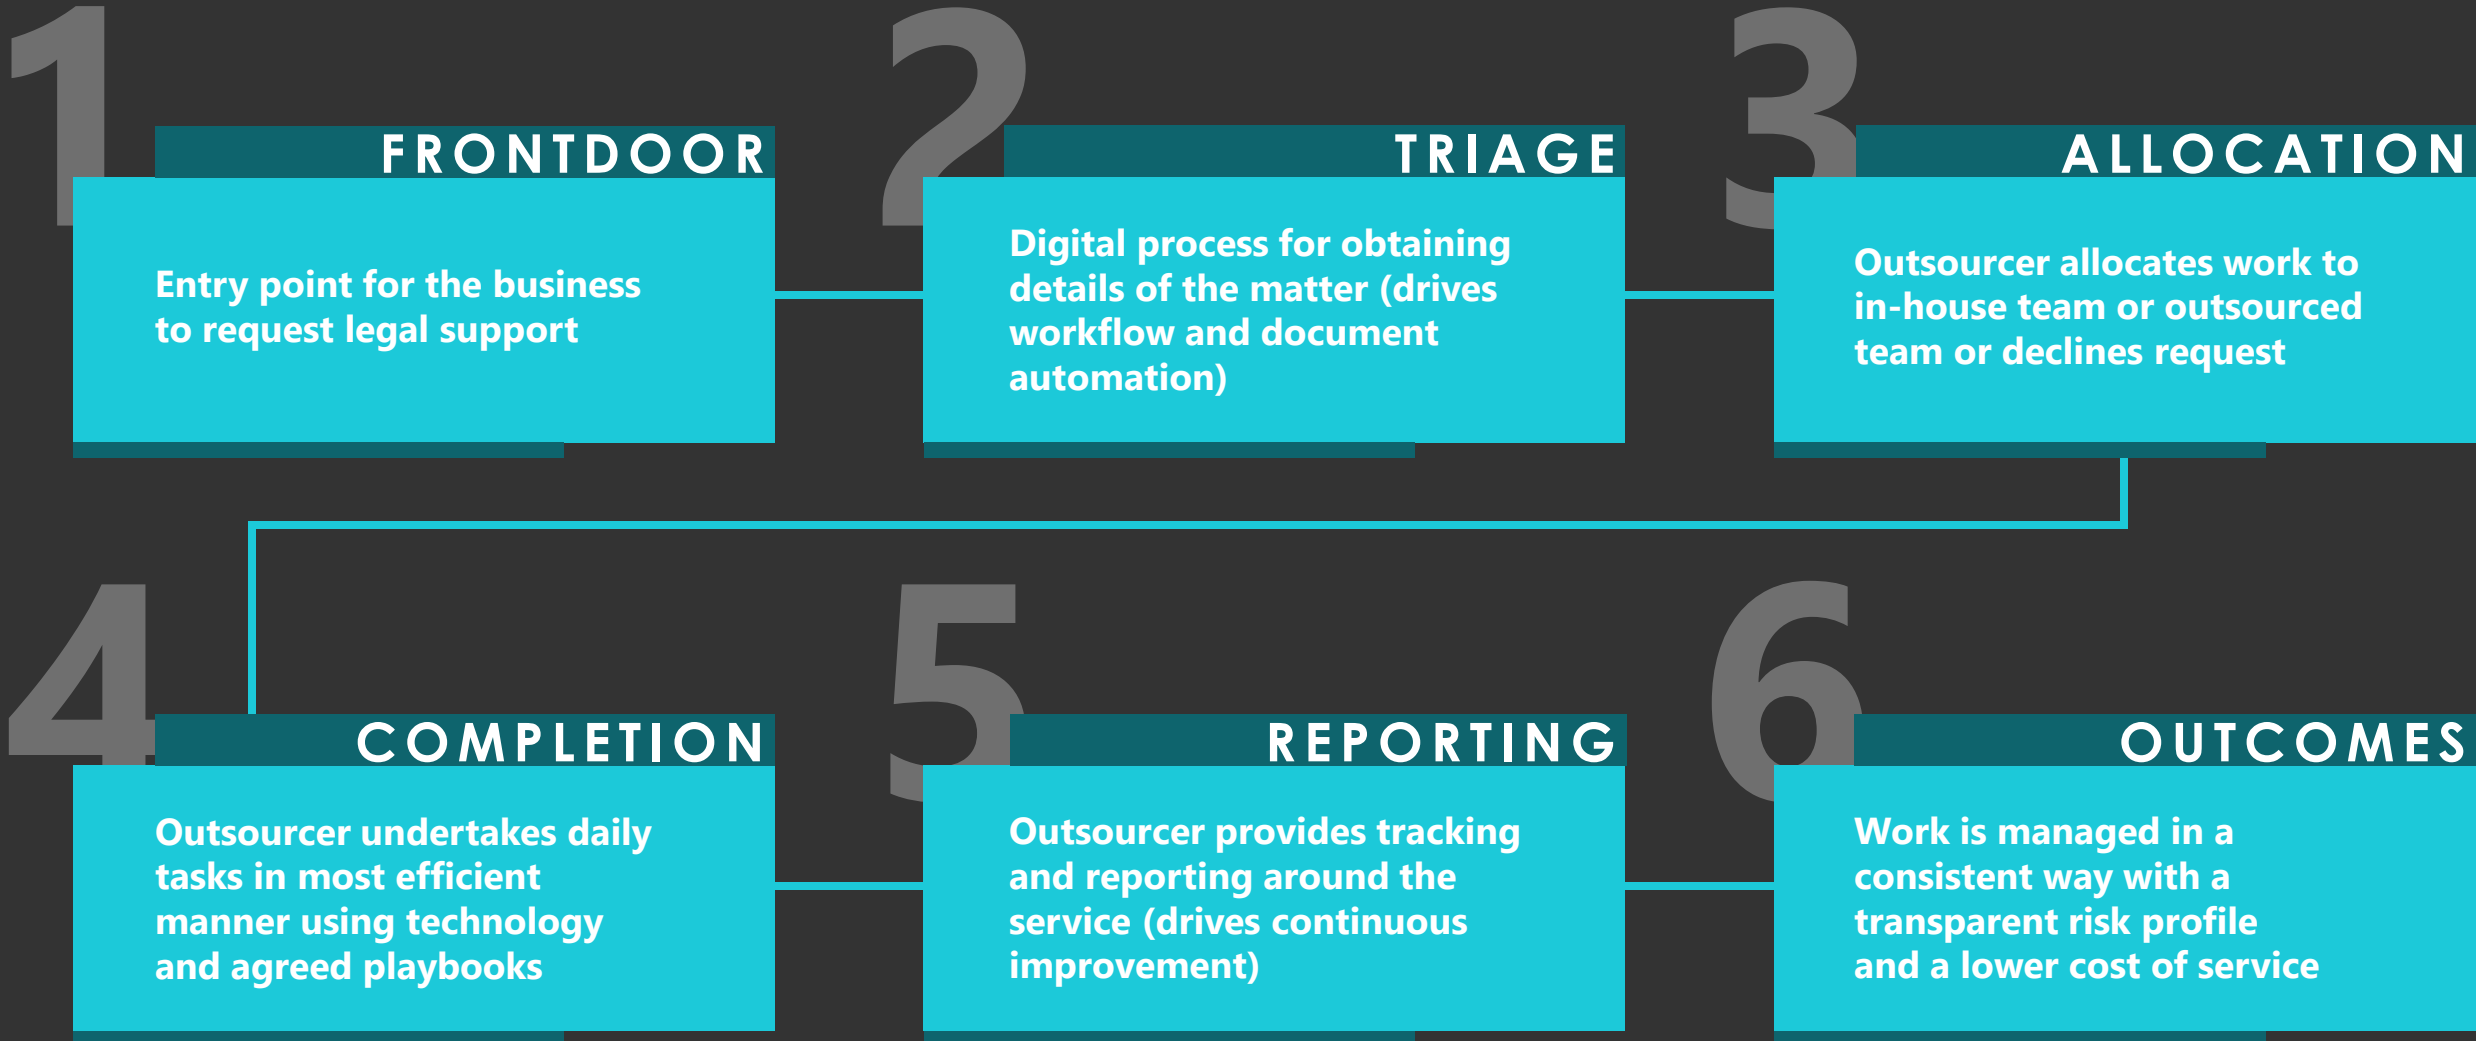 1
FRONTDOOR
Entry point for the business
to request legal support
2
TRIAGE
Digital process for obtaining
details of the matter (drives
workflow and document
automation)
3
ALLOCATION
Outsourcer allocates work to
in-house team or outsourced
team or declines request
4
COMPLETION
Outsourcer undertakes daily
tasks in most efficient
manner using technology
and agreed playbooks
5
REPORTING
Outsourcer provides tracking
and reporting around the
service (drives continuous
improvement)
6
OUTCOMES
Work is managed in a
consistent way with a
transparent risk profile
and a lower cost of service